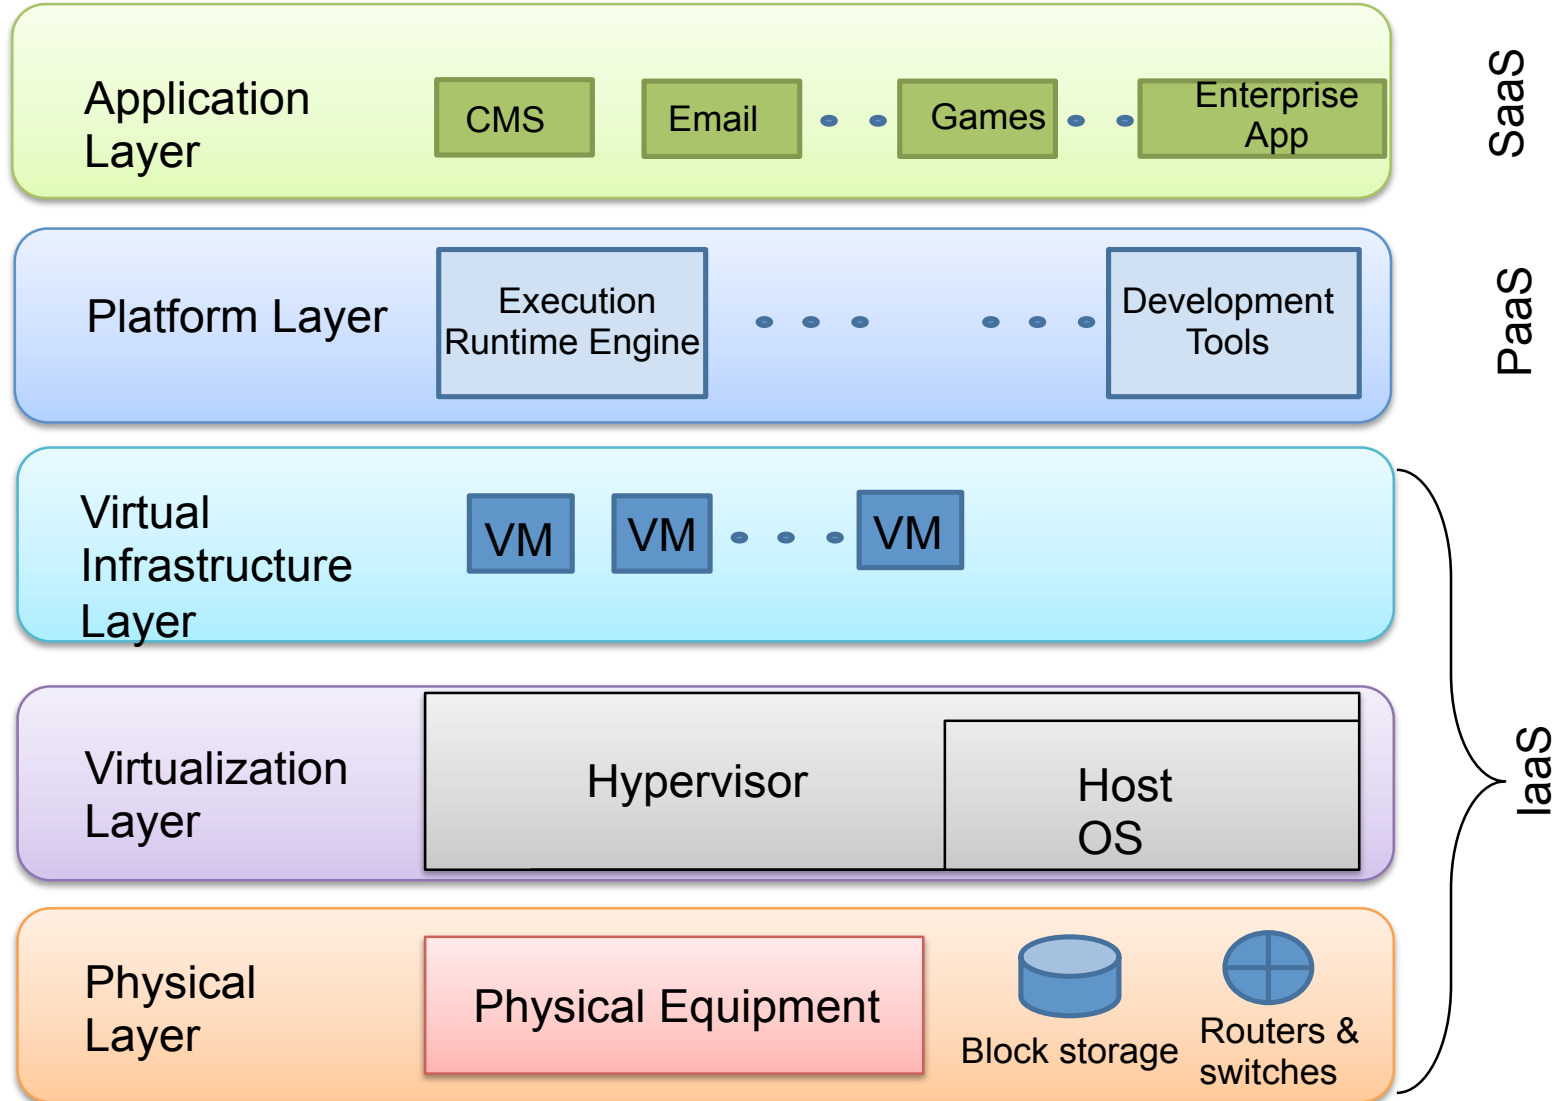 Application
Layer
CMS
Email
Games
Enterprise
App
SaaS
Platform Layer
Execution
Runtime Engine
Development
Tools
PaaS
Virtual
Infrastructure
Layer
VM
VM
VM
Virtualization
Layer
Hypervisor
Host
OS
IaaS
Physical
Layer
Physical Equipment
Block storage
Routers &
switches